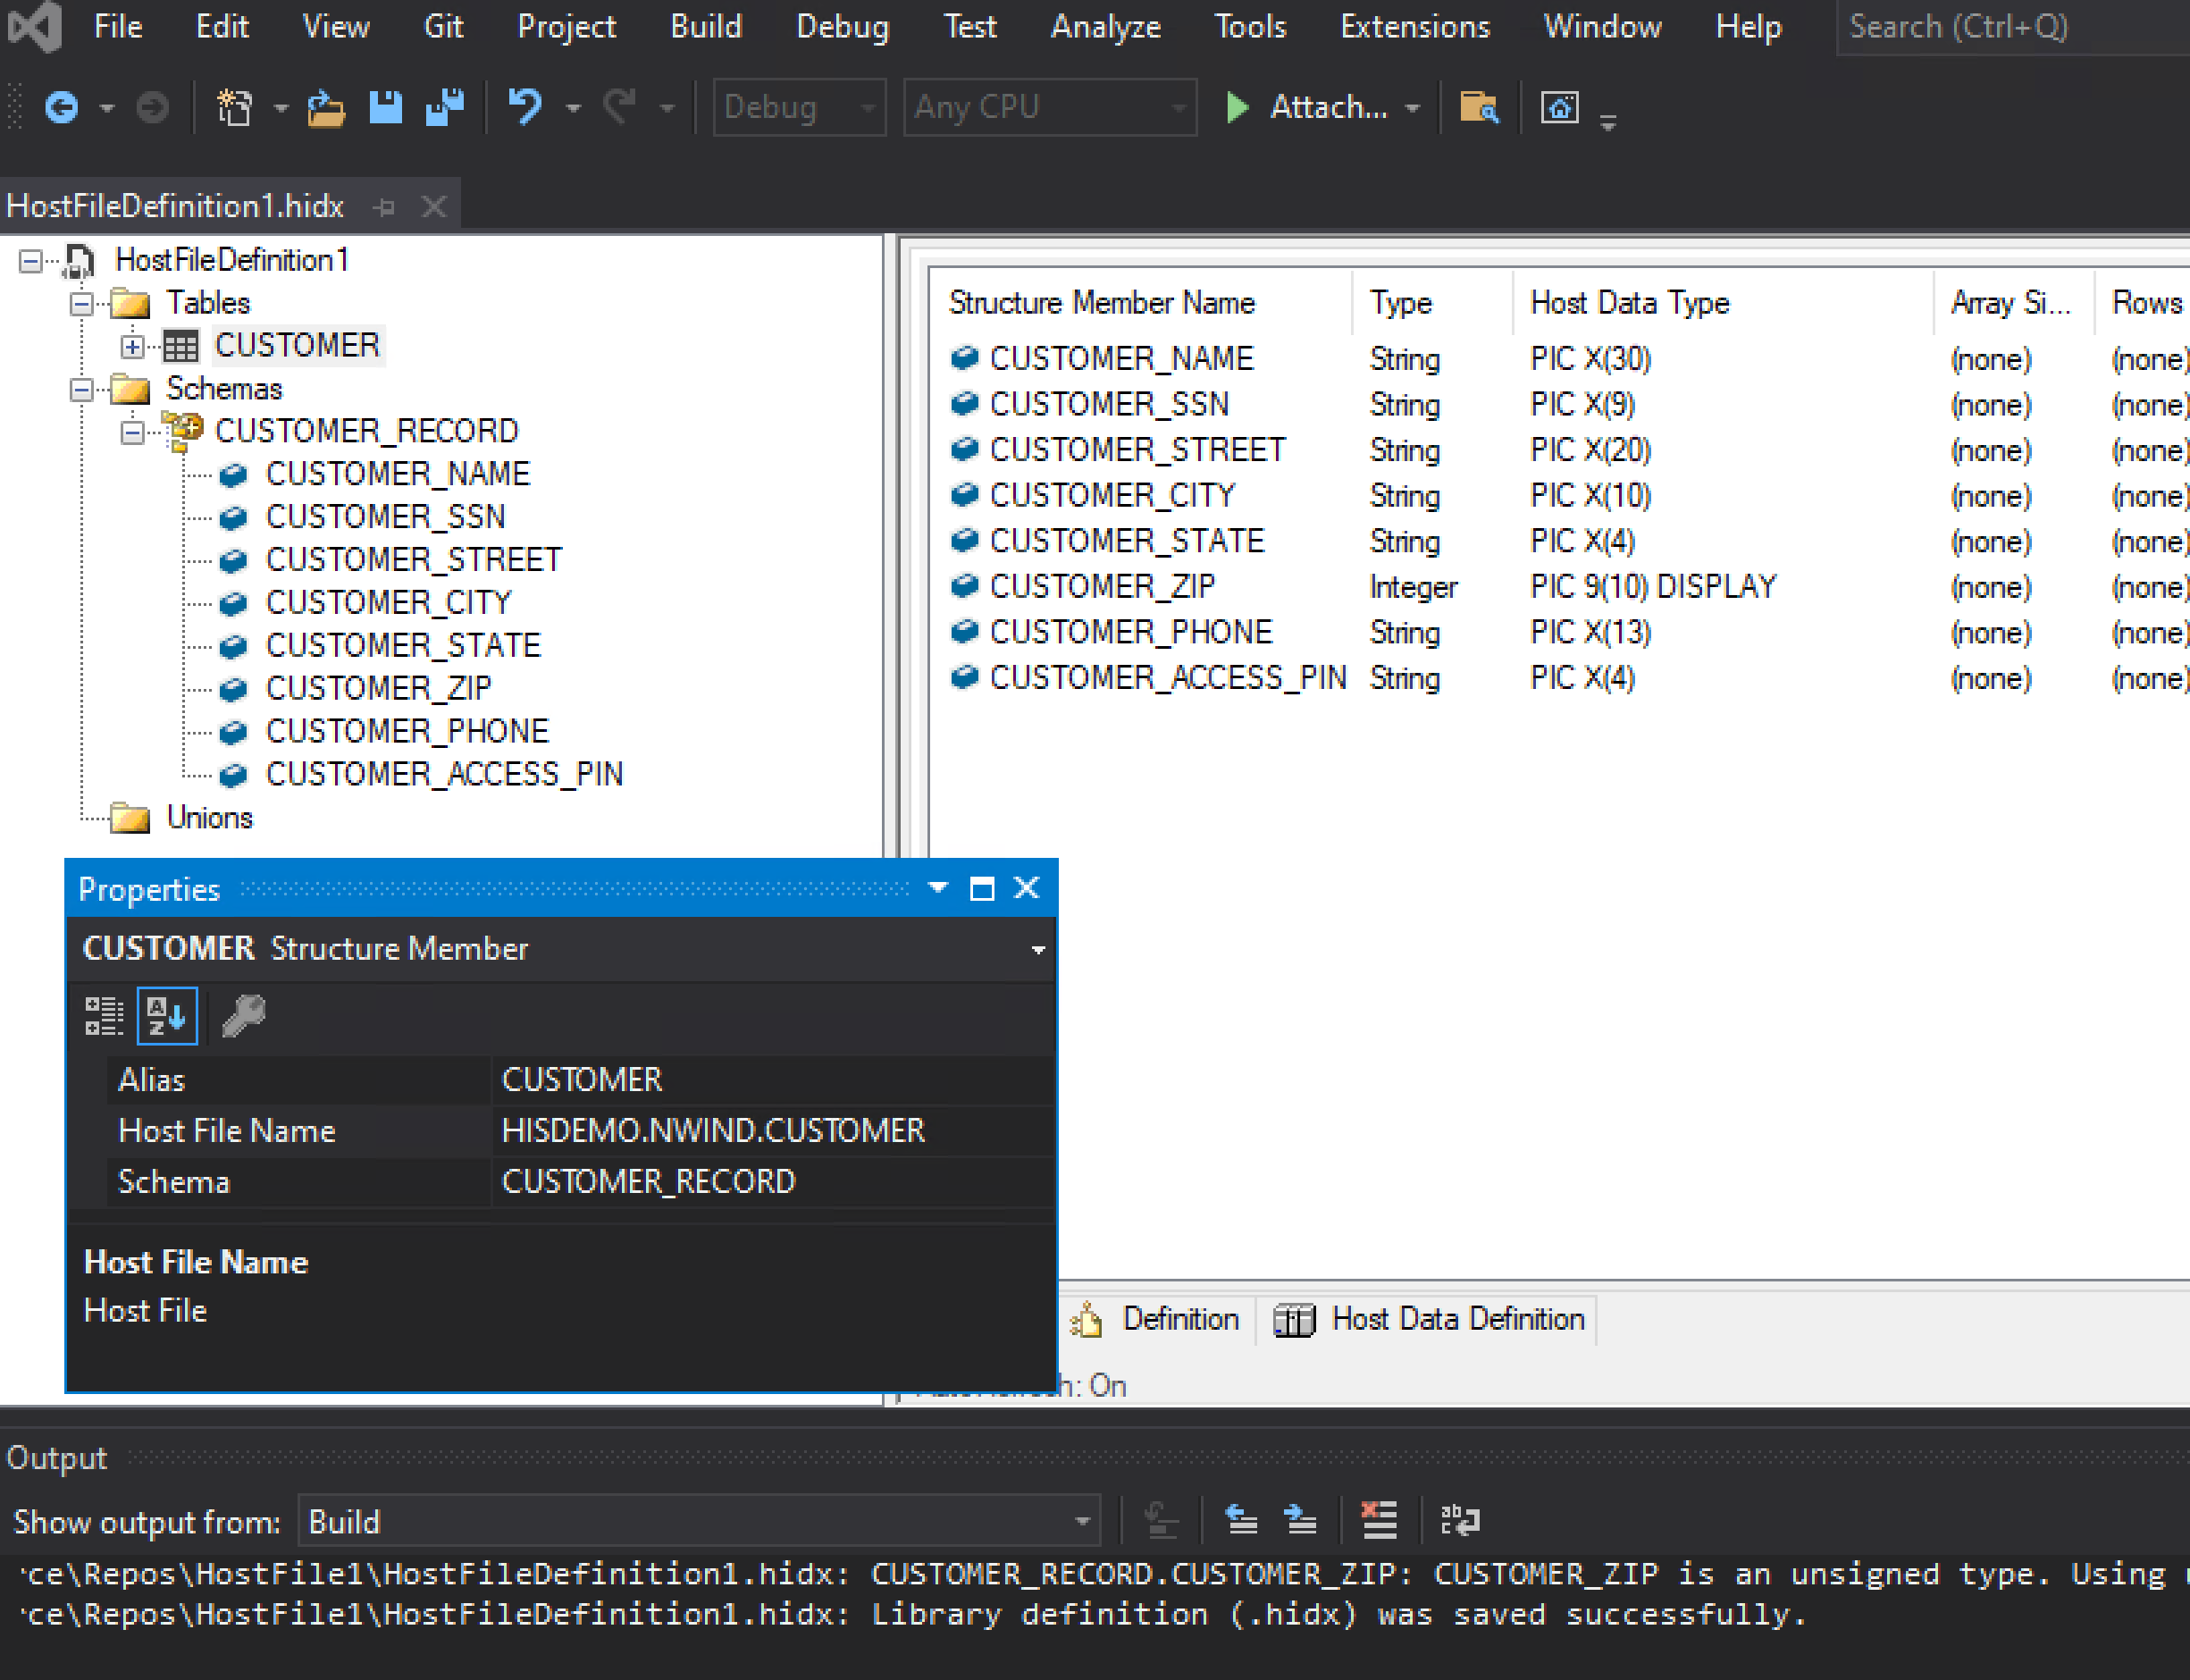 File Edit View Git Project Build Debug Test Analyze Tools Extensions Window Help Search (Ctrl+Q)
Debug Any CPU Attach...
HostFileDefinition1.hidx
HostFileDefinition1
Tables
CUSTOMER
Schemas
CUSTOMER_RECORD
CUSTOMER_NAME
CUSTOMER_SSN
CUSTOMER_STREET
CUSTOMER_CITY
CUSTOMER_STATE
CUSTOMER_ZIP
CUSTOMER_PHONE
CUSTOMER_ACCESS_PIN
Unions
Structure Member Name Type Host Data Type Array Si... Rows
CUSTOMER_NAME String PIC X(30) (none) (none)
CUSTOMER_SSN String PIC X(9) (none) (none)
CUSTOMER_STREET String PIC X(20) (none) (none)
CUSTOMER_CITY String PIC X(10) (none) (none)
CUSTOMER_STATE String PIC X(4) (none) (none)
CUSTOMER_ZIP Integer PIC 9(10) DISPLAY (none) (none)
CUSTOMER_PHONE String PIC X(13) (none) (none)
CUSTOMER_ACCESS_PIN String PIC X(4) (none) (none)
Properties
CUSTOMER Structure Member
Alias CUSTOMER
Host File Name HISDEMO.NWIND.CUSTOMER
Schema CUSTOMER_RECORD
Host File Name
Host File
Definition Host Data Definition
: On
Output
Show output from: Build
ce\Repos\HostFile1\HostFileDefinition1.hidx: CUSTOMER_RECORD.CUSTOMER_ZIP: CUSTOMER_ZIP is an unsigned type. Using
ce\Repos\HostFile1\HostFileDefinition1.hidx: Library definition (.hidx) was saved successfully.